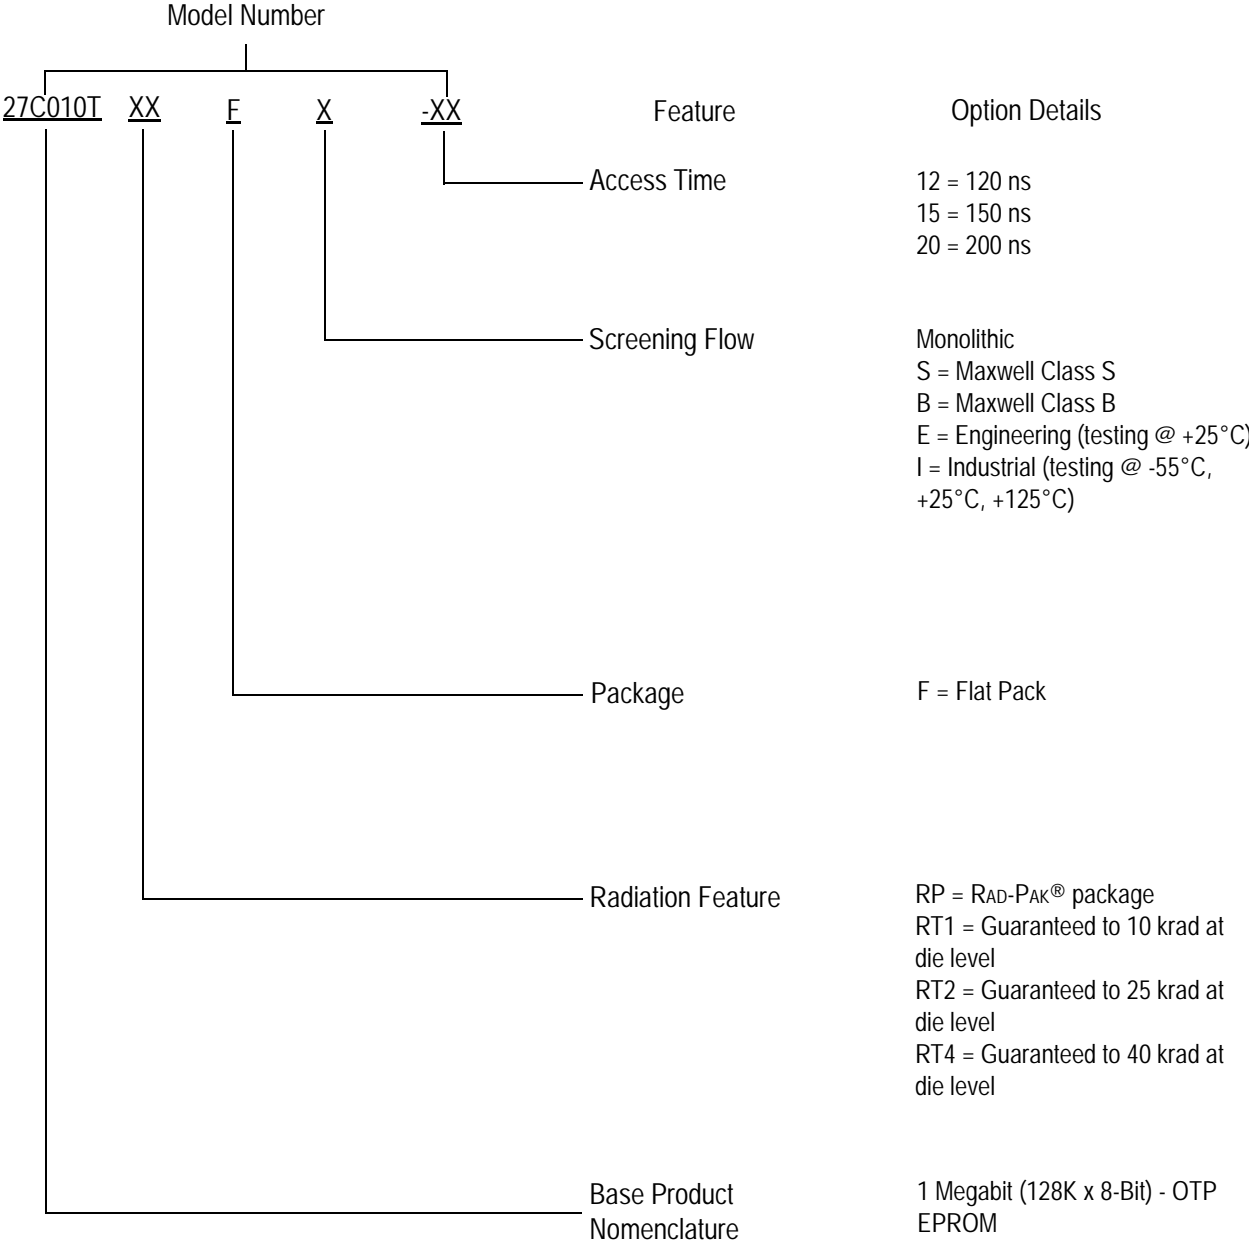 Model Number
27C010T XX F X -XX Feature Option Details
Access Time 12 = 120 ns
15 = 150 ns
20 = 200 ns
Screening Flow Monolithic
S = Maxwell Class S
B = Maxwell Class B
E = Engineering (testing @ +25°C)
I = Industrial (testing @ -55°C,
+25°C, +125°C)
Package F = Flat Pack
Radiation Feature RP = RAD-PAK® package
RT1 = Guaranteed to 10 krad at
die level
RT2 = Guaranteed to 25 krad at
die level
RT4 = Guaranteed to 40 krad at
die level
Base Product 1 Megabit (128K x 8-Bit) - OTP
Nomenclature EPROM